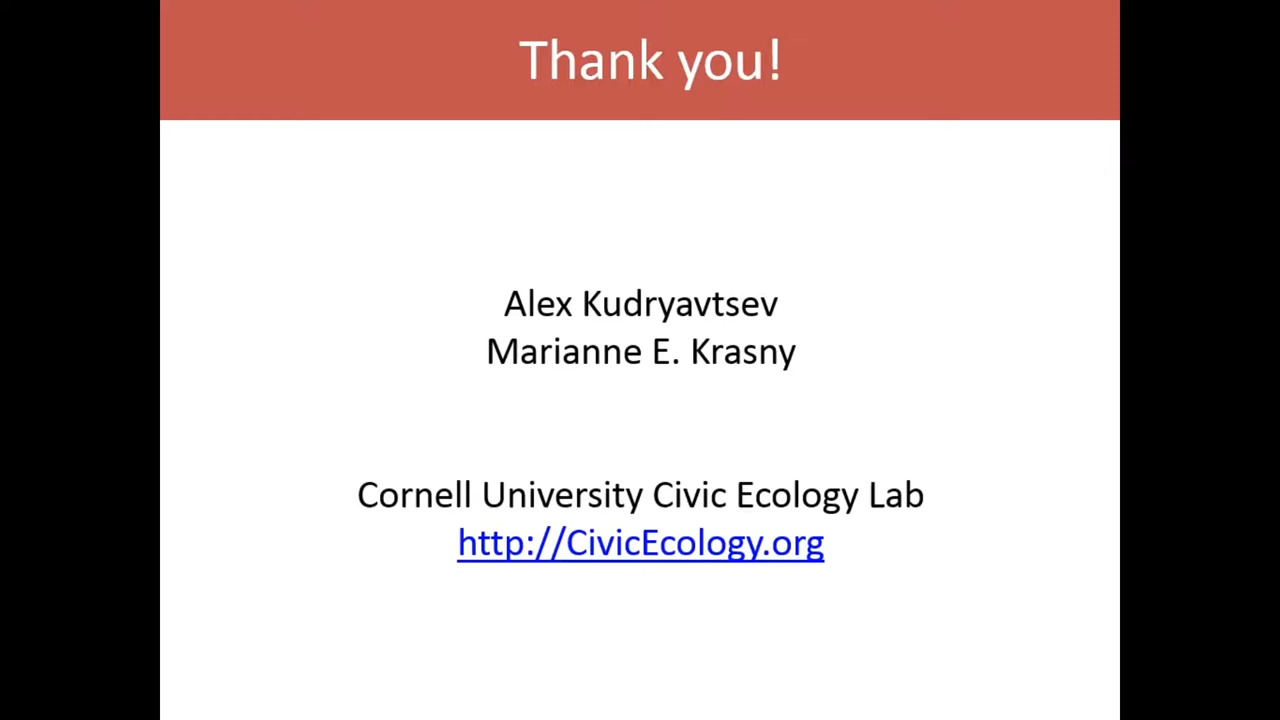 Thank you!
Alex Kudryavtsev
Marianne E. Krasny
Cornell University Civic Ecology Lab
http://CivicEcology.org